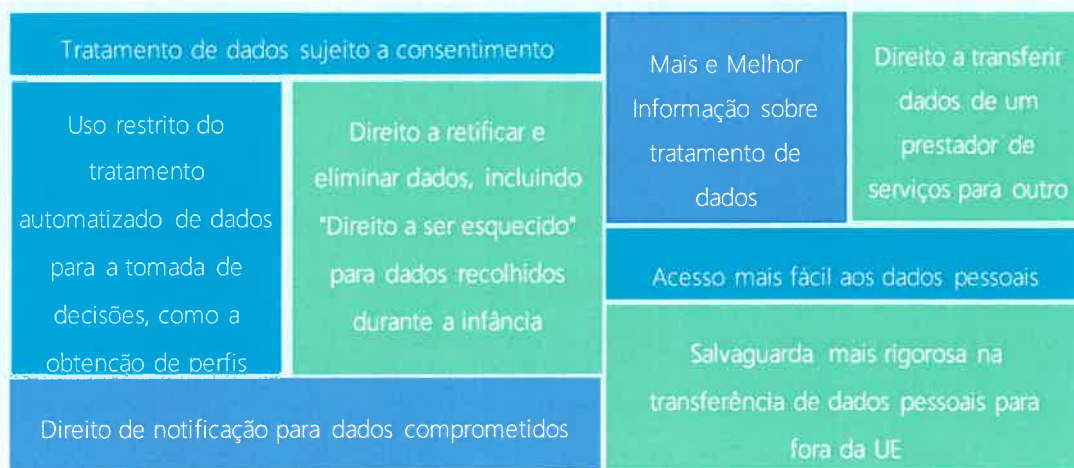 Tratamento de dados sujeito a consentimento
Uso restrito do
tratamento
automatizado de dados
para a tomada de
decisões, como a
obtenção de perfis
Direito a retificar e
eliminar dados, incluindo
"Direito a ser esquecido"
para dados recolhidos
durante a infância
Direito de notificação para dados comprometidos
Mais e Melhor
Informação sobre
tratamento de
dados
Direito a transferir
dados de um
prestador de
serviços para outro
Acesso mais fácil aos dados pessoais
Salvaguarda mais rigorosa na
transferência de dados pessoais para
fora da UE